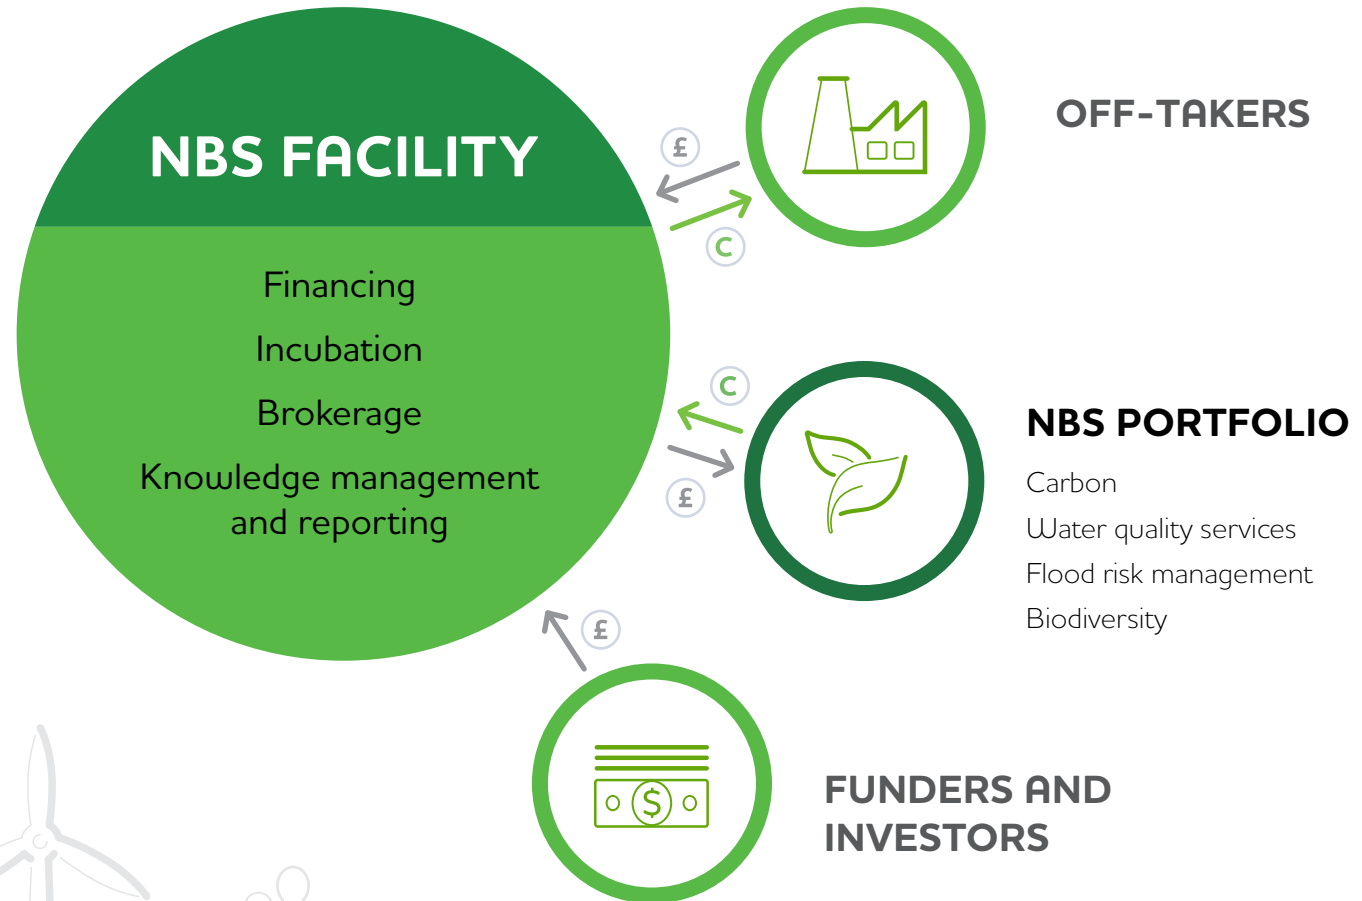 NBS FACILITY
Financing
Incubation
Brokerage
Knowledge management
and reporting
£
C
OFF-TAKERS
C
£
NBS PORTFOLIO
Carbon
Water quality services
Flood risk management
Biodiversity
£
$
FUNDERS AND
INVESTORS